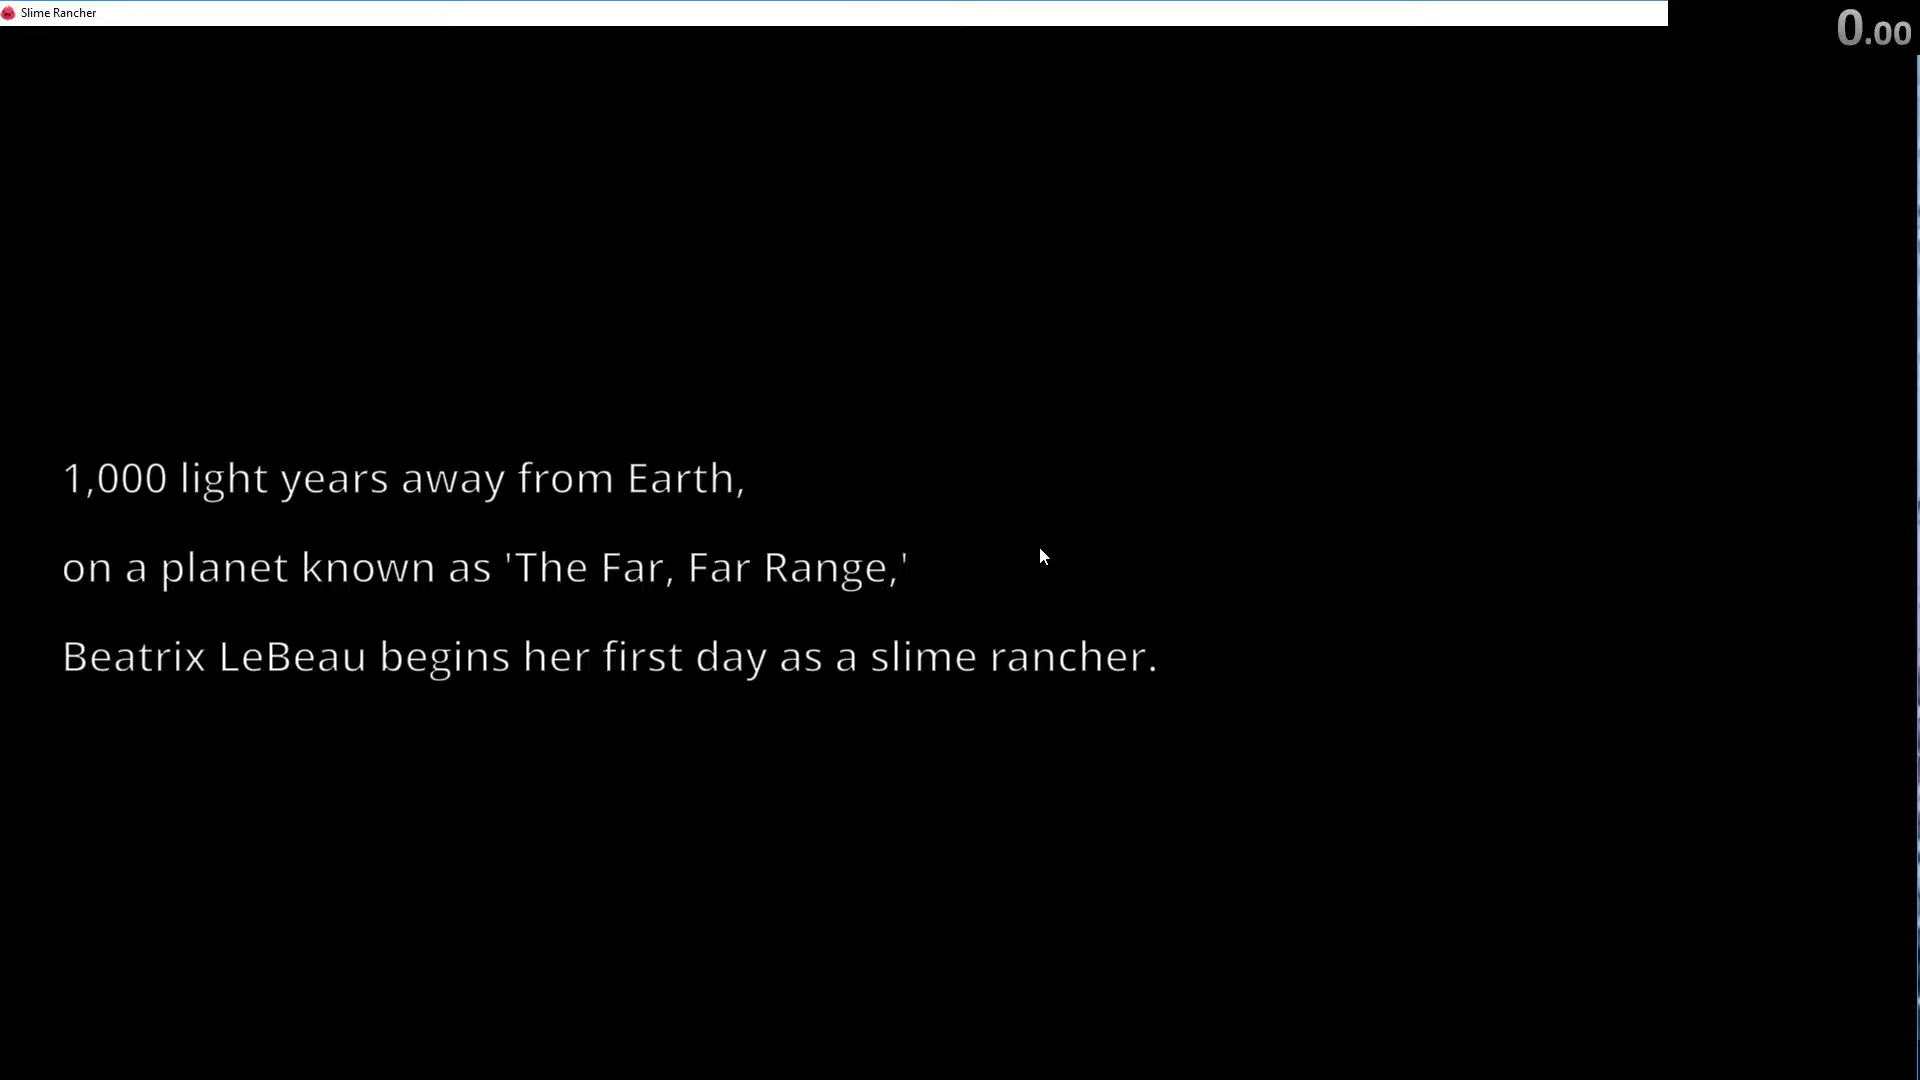 Slime Rancher
0.00
1,000 light years away from Earth,
on a planet known as 'The Far, Far Range,'
Beatrix LeBeau begins her first day as a slime rancher.